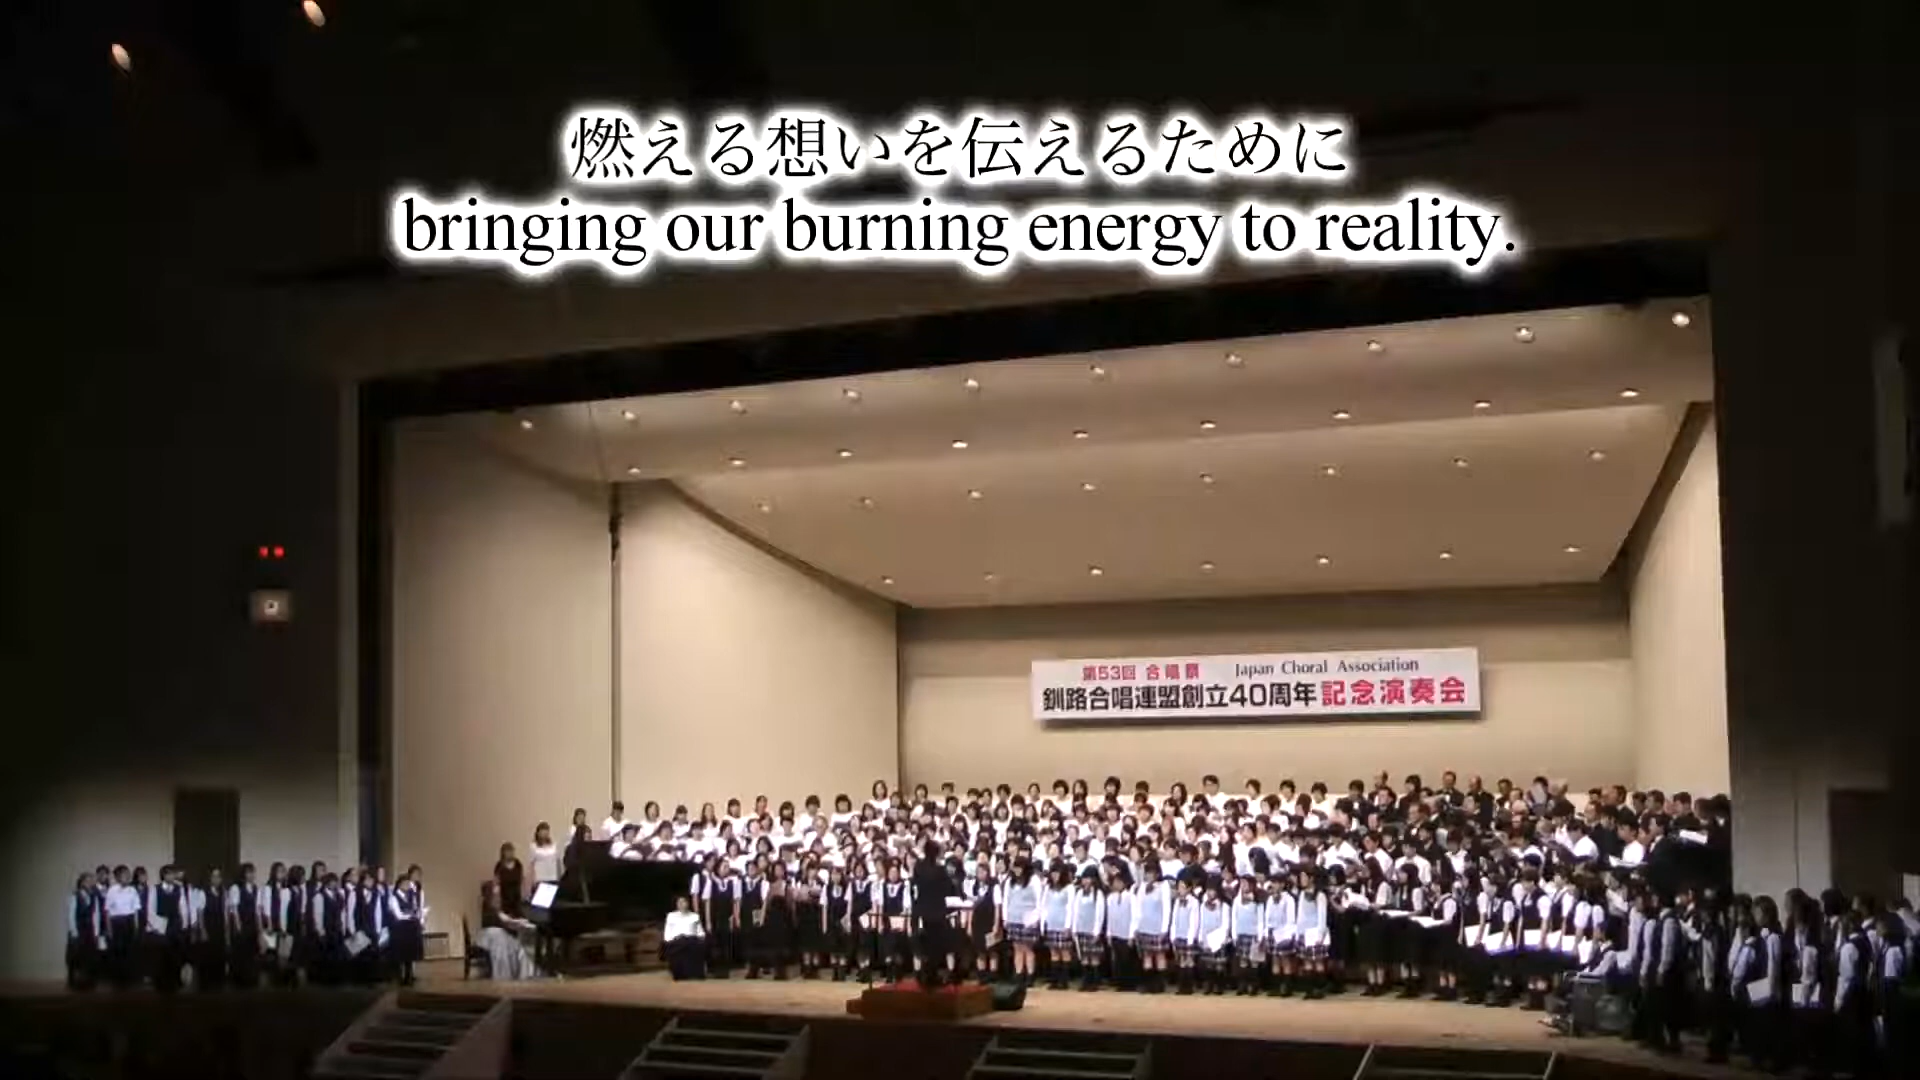 燃える想いを伝えるために
bringing our burning energy to reality.
第53回 合唱祭 Japan Choral Association
釧路合唱連盟創立40周年記念演奏会